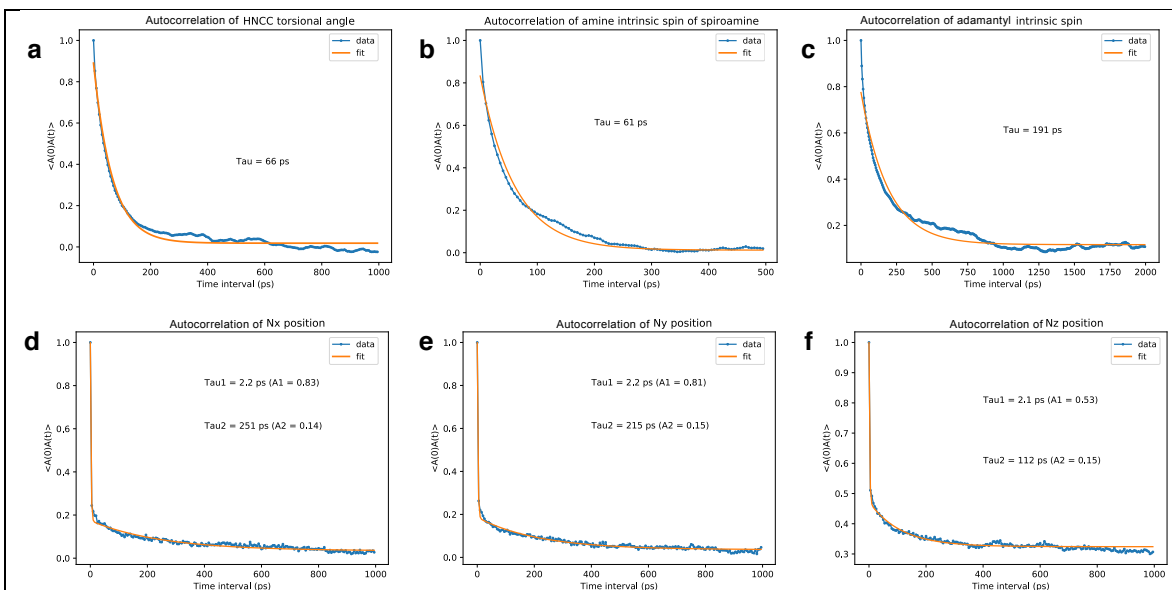 a
Autocorrelation of HNCC torsional angle
data
fit
Tau = 66 ps
<A(0)A(t)>
1.0
0.8
0.6
0.4
0.2
0.0
0 200 400 600 800 1000
Time interval (ps)
b
Autocorrelation of amine intrinsic spin of spiroamine
data
fit
Tau = 61 ps
<A(0)A(t)>
1.0
0.8
0.6
0.4
0.2
0.0
0 100 200 300 400 500
Time interval (ps)
c
Autocorrelation of adamantyl intrinsic spin
data
fit
Tau = 191 ps
<A(0)A(t)>
1.0
0.8
0.6
0.4
0.2
0 250 500 750 1000 1250 1500 1750 2000
Time interval (ps)
d
Autocorrelation of Nx position
data
fit
Tau1 = 2.2 ps (A1 = 0.83)
Tau2 = 251 ps (A2 = 0.14)
<A(0)A(t)>
1.0
0.8
0.6
0.4
0.2
0.0
0 200 400 600 800 1000
Time interval (ps)
e
Autocorrelation of Ny position
data
fit
Tau1 = 2.2 ps (A1 = 0.81)
Tau2 = 215 ps (A2 = 0.15)
<A(0)A(t)>
1.0
0.8
0.6
0.4
0.2
0.0
0 200 400 600 800 1000
Time interval (ps)
f
Autocorrelation of Nz position
data
fit
Tau1 = 2.1 ps (A1 = 0.53)
Tau2 = 112 ps (A2 = 0.15)
<A(0)A(t)>
1.0
0.9
0.8
0.7
0.6
0.5
0.4
0.3
0 200 400 600 800 1000
Time interval (ps)